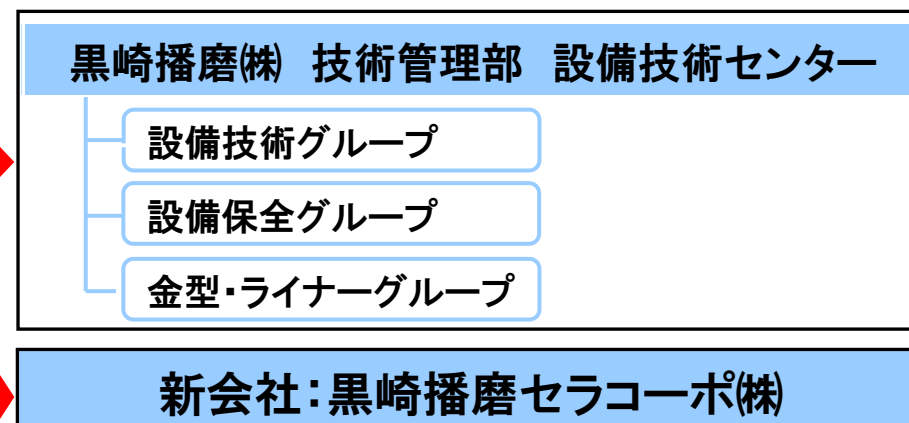 黒崎播磨㈱ 技術管理部 設備技術センター
設備技術グループ
設備保全グループ
金型・ライナーグループ
新会社：黒崎播磨セラコーポ㈱